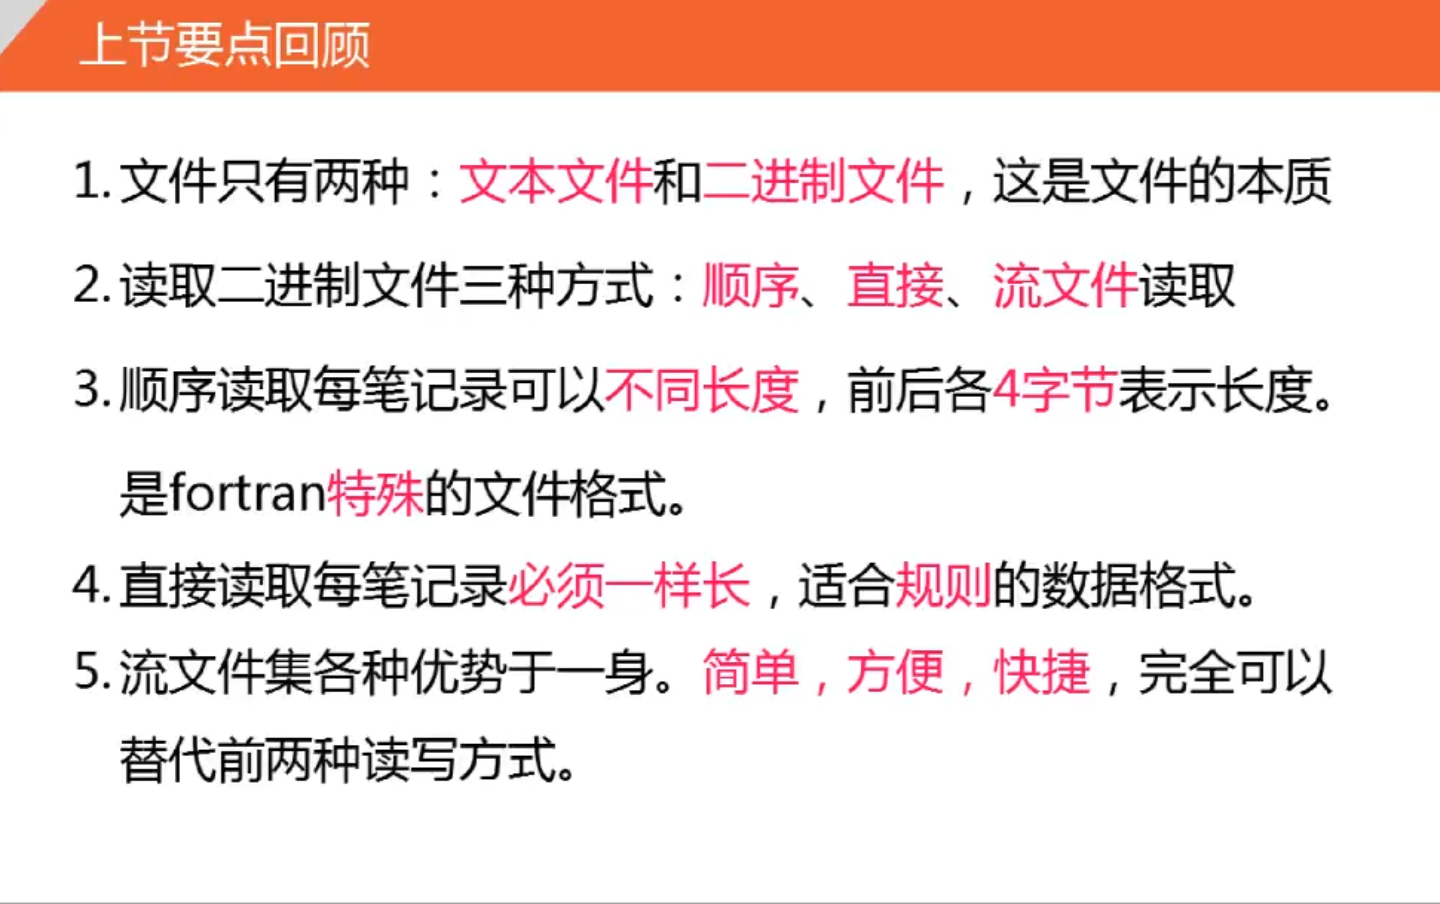 上节要点回顾
1. 文件只有两种：文本文件和二进制文件，这是文件的本质
2. 读取二进制文件三种方式：顺序、直接、流文件读取
3. 顺序读取每笔记录可以不同长度，前后各4字节表示长度。
是fortran特殊的文件格式。
4. 直接读取每笔记录必须一样长，适合规则的数据格式。
5. 流文件集各种优势于一身。简单，方便，快捷，完全可以
替代前两种读写方式。